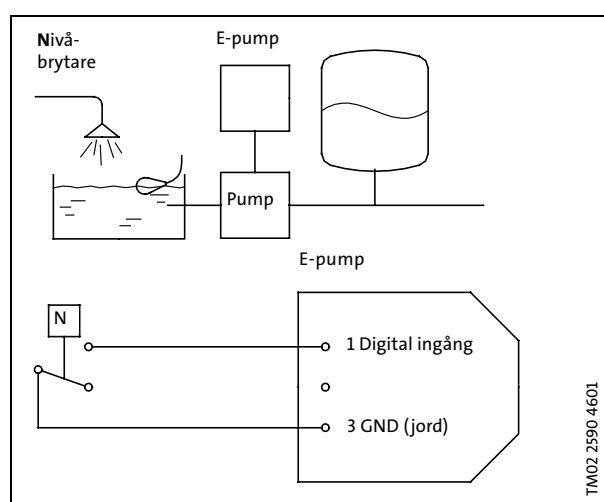 Nivå-
brytare
E-pump
Pump
E-pump
N
1 Digital ingång
3 GND (jord)
TM02 2590 4601